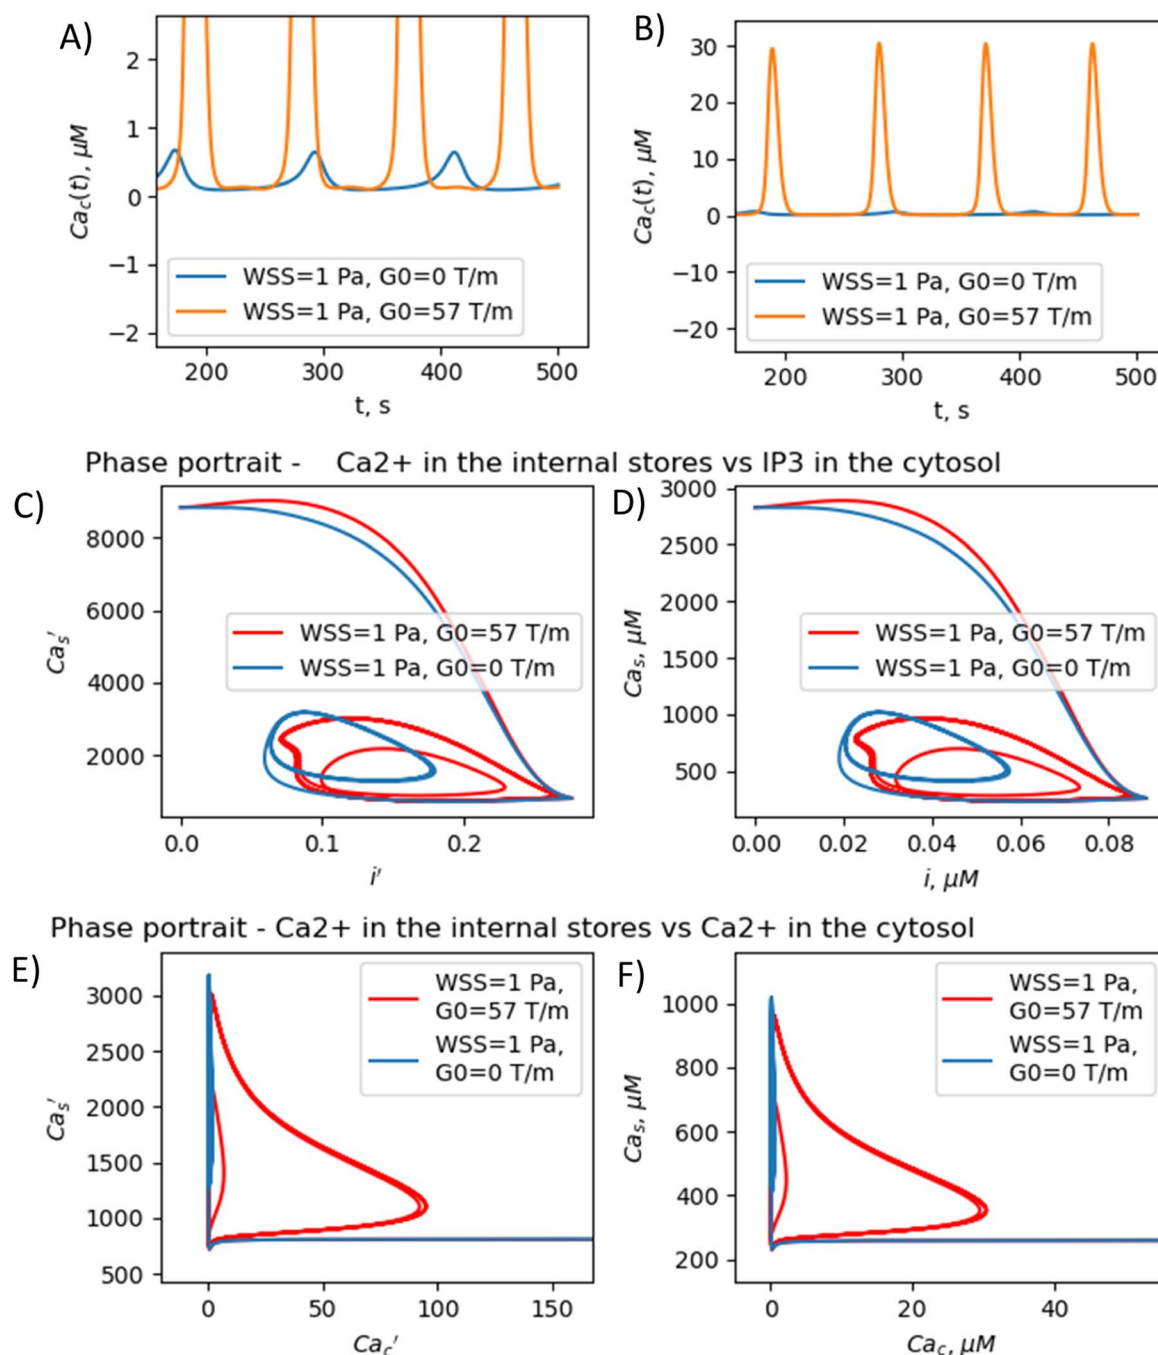 A)
2
1
0
−1
−2
Ca_c(t), μM
WSS=1 Pa, G0=0 T/m
WSS=1 Pa, G0=57 T/m
200 300 400 500
t, s
B)
30
20
10
0
−10
−20
Ca_c(t), μM
WSS=1 Pa, G0=0 T/m
WSS=1 Pa, G0=57 T/m
200 300 400 500
t, s
Phase portrait - Ca2+ in the internal stores vs IP3 in the cytosol
C)
8000
6000
4000
2000
Ca_s′
WSS=1 Pa, G0=57 T/m
WSS=1 Pa, G0=0 T/m
0.0 0.1 0.2
i′
D)
3000
2500
2000
1500
1000
500
Ca_s, μM
WSS=1 Pa, G0=57 T/m
WSS=1 Pa, G0=0 T/m
0.00 0.02 0.04 0.06 0.08
i, μM
Phase portrait - Ca2+ in the internal stores vs Ca2+ in the cytosol
E)
3000
2500
2000
1500
1000
500
Ca_s′
WSS=1 Pa,
G0=57 T/m
WSS=1 Pa,
G0=0 T/m
0 50 100 150
Ca_c′
F)
1000
800
600
400
200
Ca_s, μM
WSS=1 Pa,
G0=57 T/m
WSS=1 Pa,
G0=0 T/m
0 20 40
Ca_c, μM